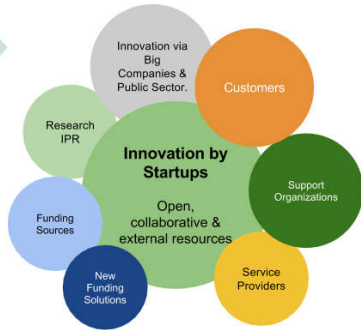 Innovation via
Big
Companies &
Public Sector.
Customers
Research
IPR
Innovation by
Startups
Open,
collaborative &
external resources
Support
Organizations
Funding
Sources
New
Funding
Solutions
Service
Providers